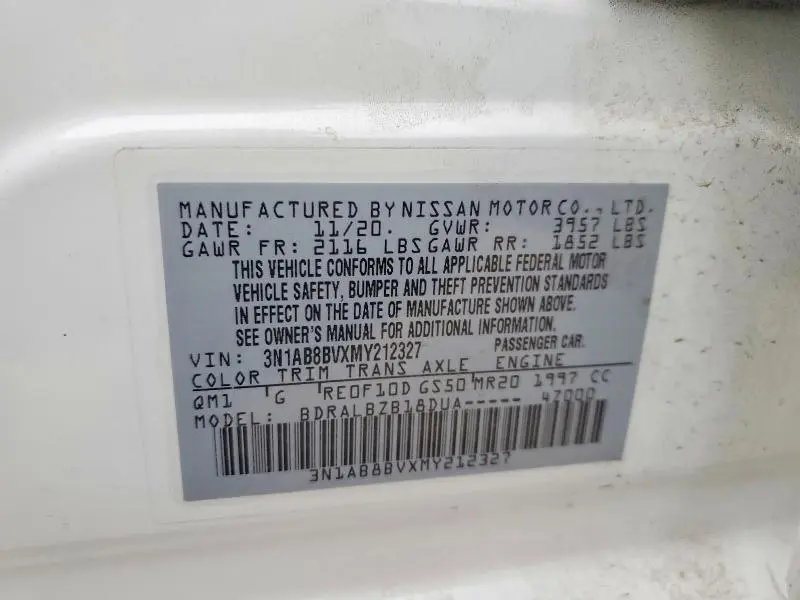 MANUFACTURED BY NISSAN MOTOR CO., LTD.
DATE: 11/20. GVWR: 3957 LBS
GAWR FR: 2116 LBS GAWR RR: 1852 LBS
THIS VEHICLE CONFORMS TO ALL APPLICABLE FEDERAL MOTOR
VEHICLE SAFETY, BUMPER AND THEFT PREVENTION STANDARDS
IN EFFECT ON THE DATE OF MANUFACTURE SHOWN ABOVE.
SEE OWNER'S MANUAL FOR ADDITIONAL INFORMATION.
VIN: 3N1AB8BVXMY212327 PASSENGER CAR.
COLOR TRIM TRANS AXLE ENGINE
QM1 G RE0F10D GS50 MR20 1997 CC
MODEL: BDRALBZB18DUA----- 47000
3N1AB8BVXMY212327